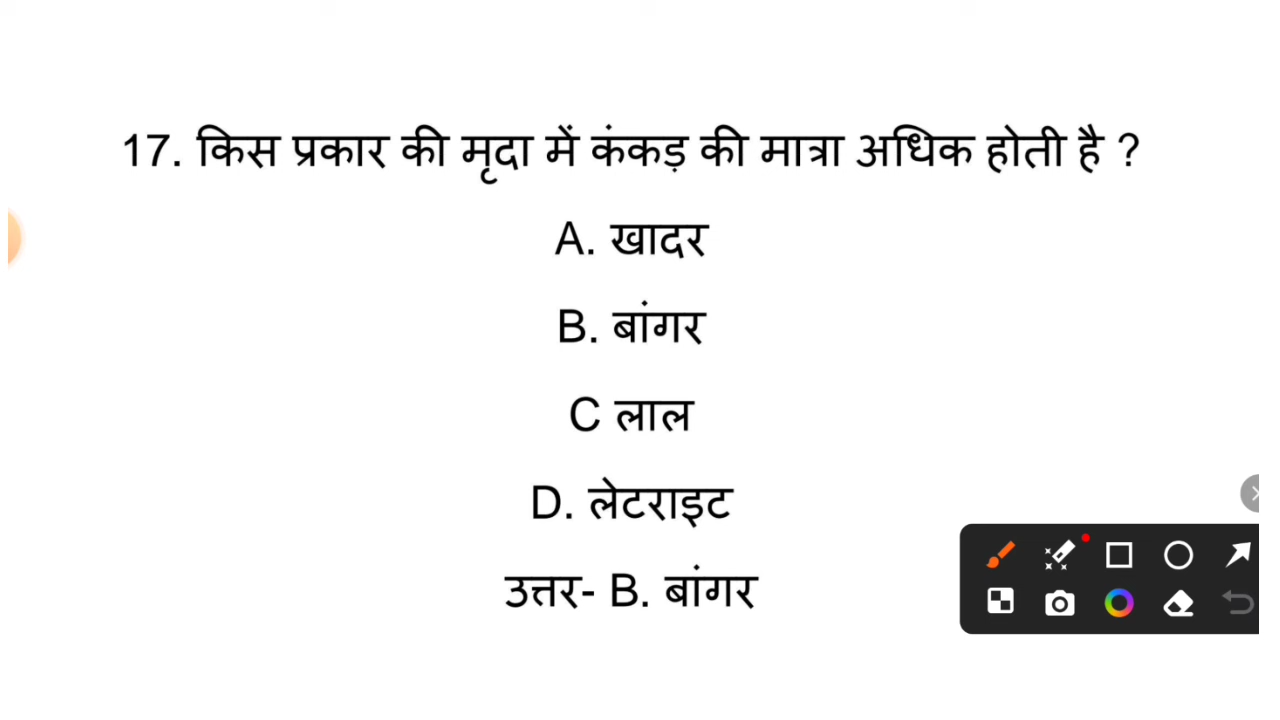 17. किस प्रकार की मृदा में कंकड़ की मात्रा अधिक होती है ?
A. खादर
B. बांगर
C लाल
D. लेटराइट
उत्तर- B. बांगर